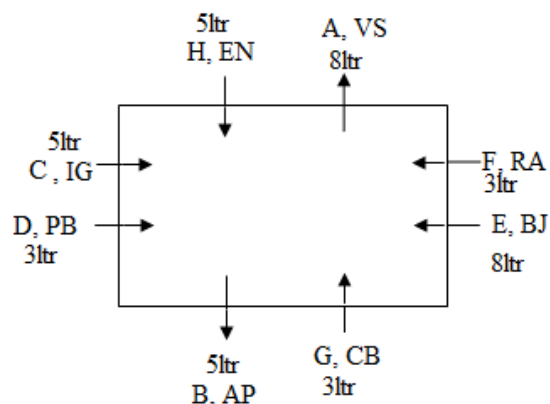 5ltr
H, EN
A, VS
8ltr
5ltr
C , IG
D, PB
3ltr
F, RA
3ltr
E, BJ
8ltr
5ltr
B, AP
G, CB
3ltr